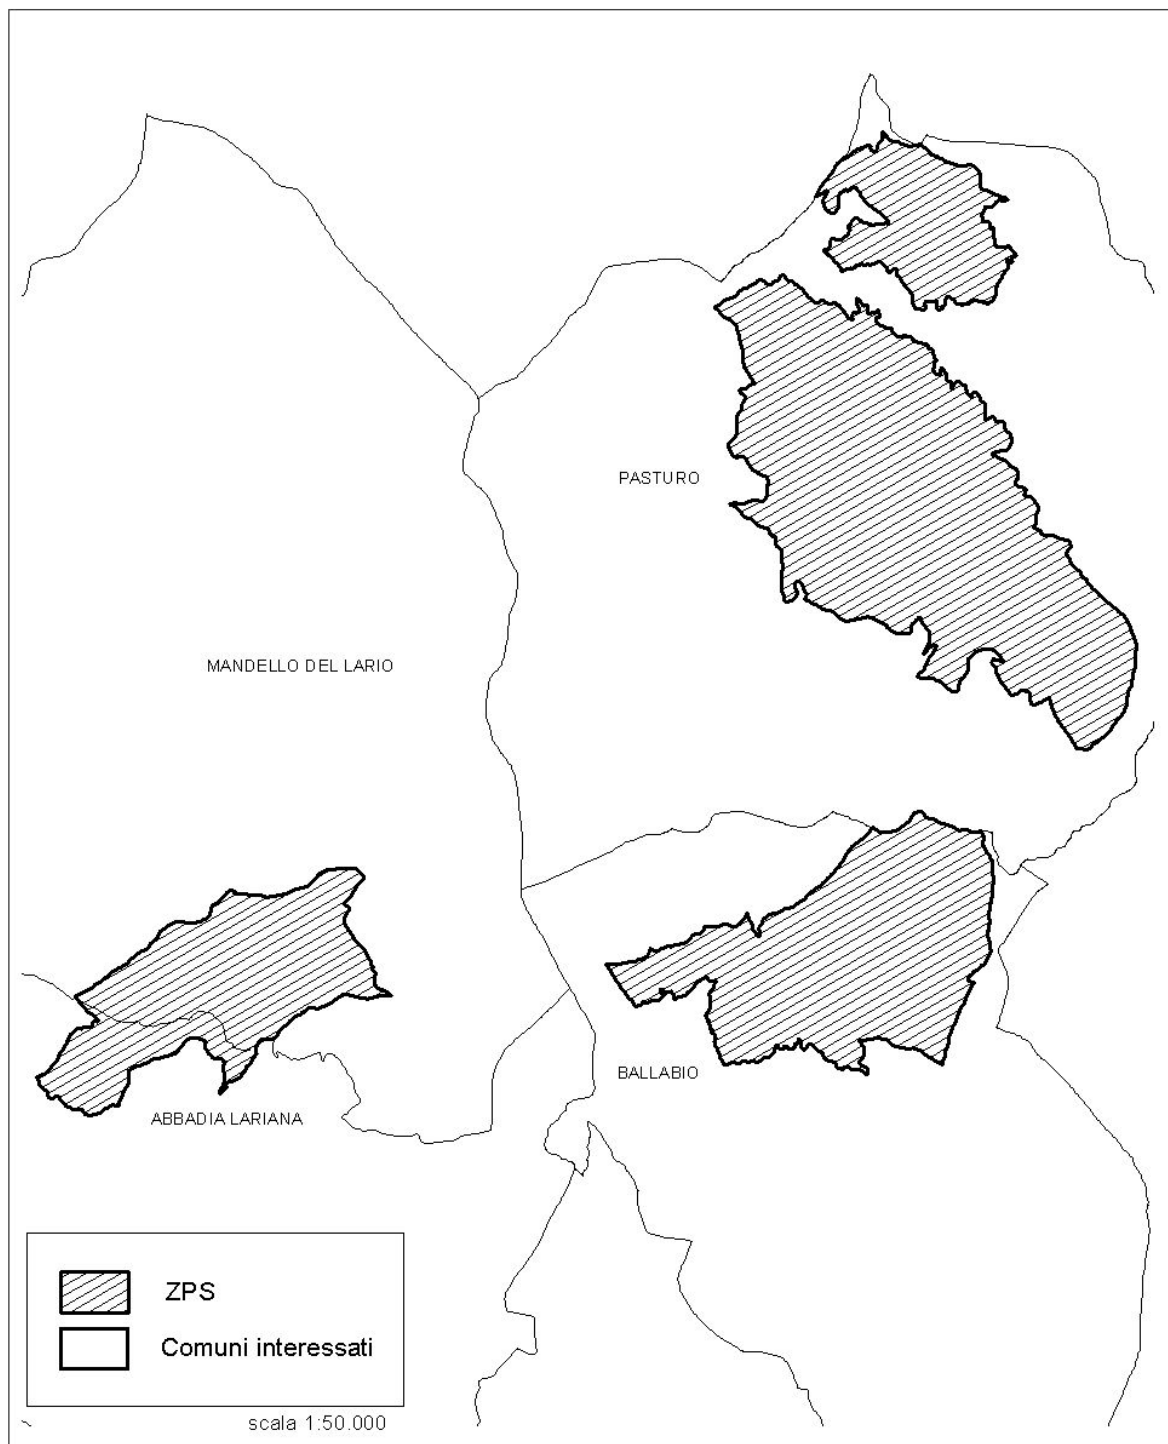 PASTURO
MANDELLO DEL LARIO
BALLABIO
ABBADIA LARIANA
ZPS
Comuni interessati
scala 1:50.000